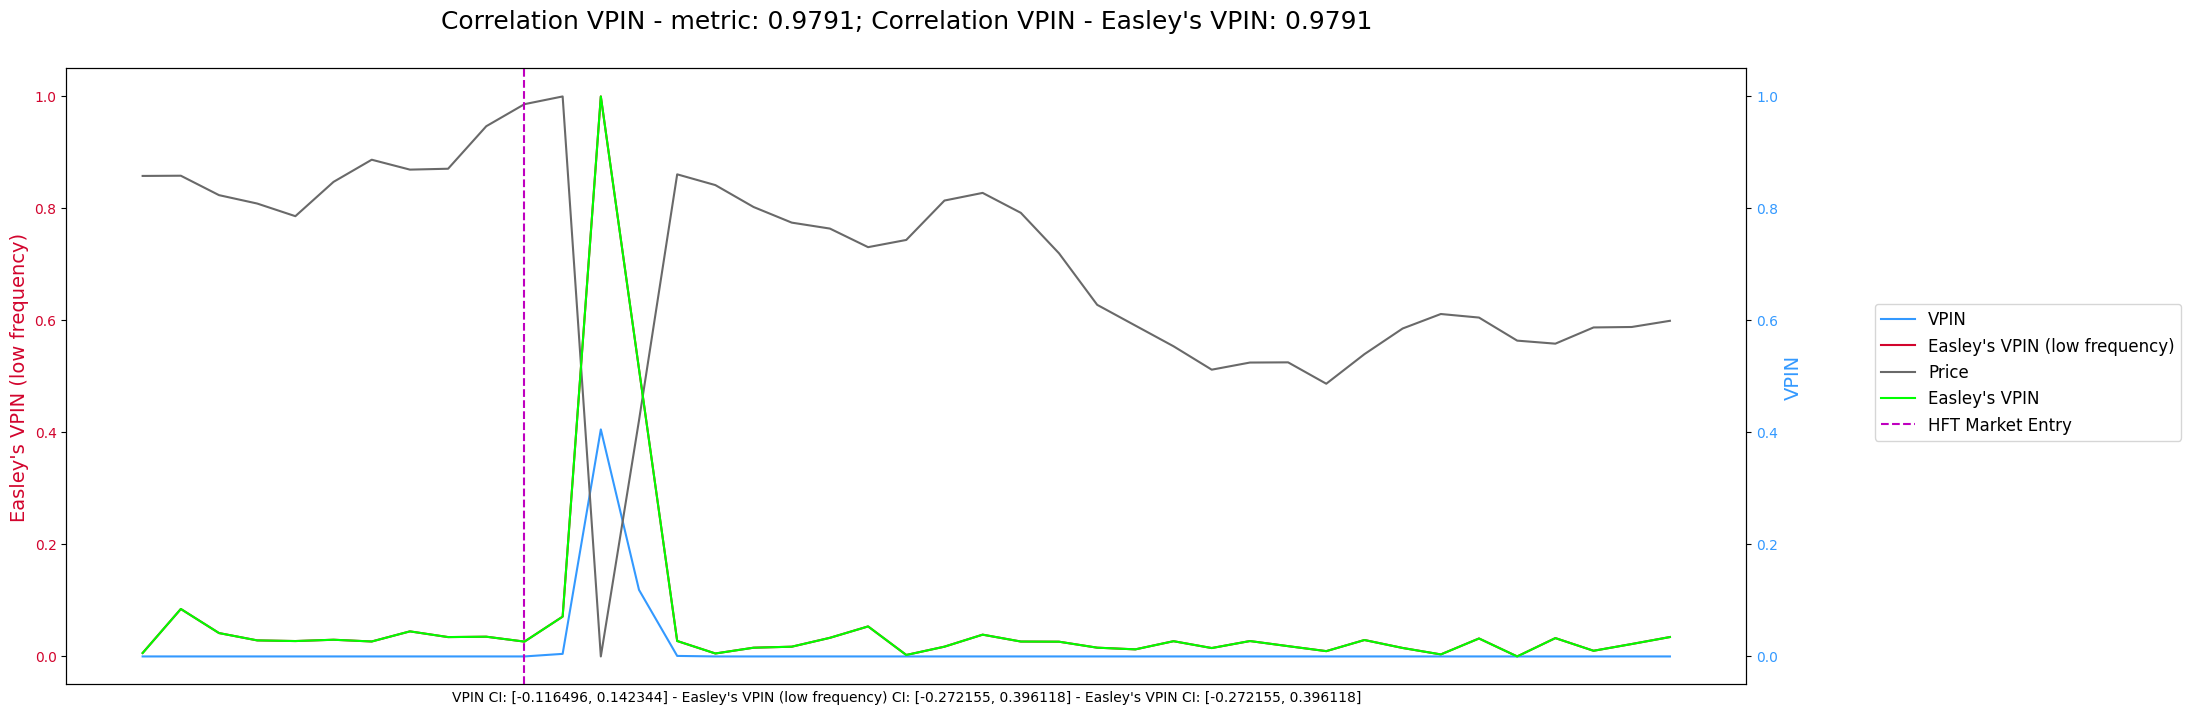 Correlation VPIN - metric: 0.9791; Correlation VPIN - Easley's VPIN: 0.9791
Easley's VPIN (low frequency)
1.0
0.8
0.6
0.4
0.2
0.0
1.0
0.8
0.6
0.4
0.2
0.0
VPIN
VPIN
Easley's VPIN (low frequency)
Price
Easley's VPIN
HFT Market Entry
VPIN CI: [-0.116496, 0.142344] - Easley's VPIN (low frequency) CI: [-0.272155, 0.396118] - Easley's VPIN CI: [-0.272155, 0.396118]